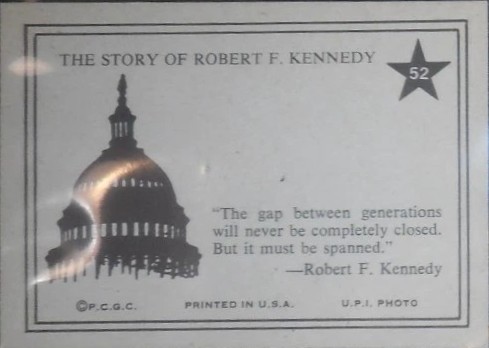 THE STORY OF ROBERT F. KENNEDY
52
“The gap between generations
will never be completely closed.
But it must be spanned.”
—Robert F. Kennedy
©P.C.G.C. PRINTED IN U.S.A. U.P.I. PHOTO